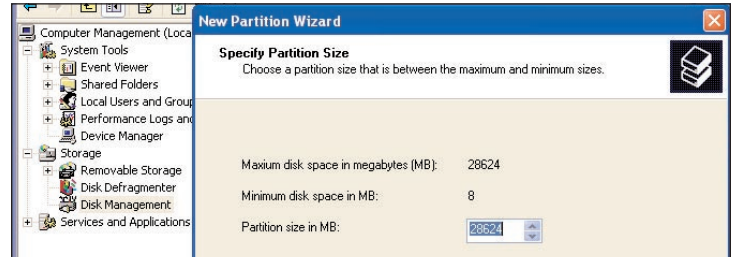 Computer Management (Loca
System Tools
Event Viewer
Shared Folders
Local Users and Group
Performance Logs and
Device Manager
Storage
Removable Storage
Disk Defragmenter
Disk Management
Services and Applications
New Partition Wizard
Specify Partition Size
Choose a partition size that is between the maximum and minimum sizes.
Maxium disk space in megabytes (MB): 28624
Minimum disk space in MB: 8
Partition size in MB: 28624